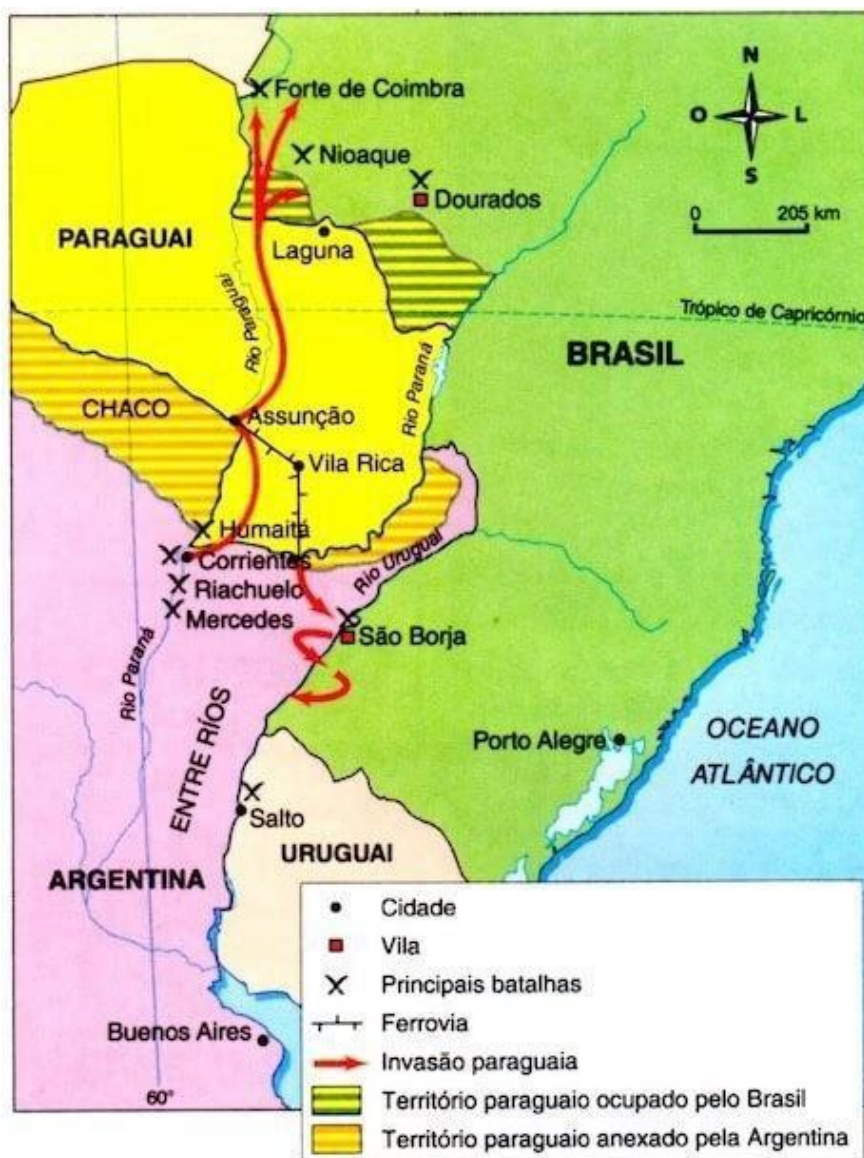 Forte de Coimbra
N
O
L
S
Nioaque
Dourados
0
205 km
PARAGUAI
Laguna
Rio Paraguai
Trópico de Capricórnio
BRASIL
Rio Paraná
CHACO
Assunção
Vila Rica
Humaitá
Corrientes
Rio Uruguai
Riachuelo
Mercedes
São Borja
Rio Paraná
ENTRE RÍOS
Porto Alegre
OCEANO
ATLÂNTICO
Salto
URUGUAI
ARGENTINA
Cidade
Vila
Principais batalhas
Ferrovia
Buenos Aires
Invasão paraguaia
60°
Território paraguaio ocupado pelo Brasil
Território paraguaio anexado pela Argentina